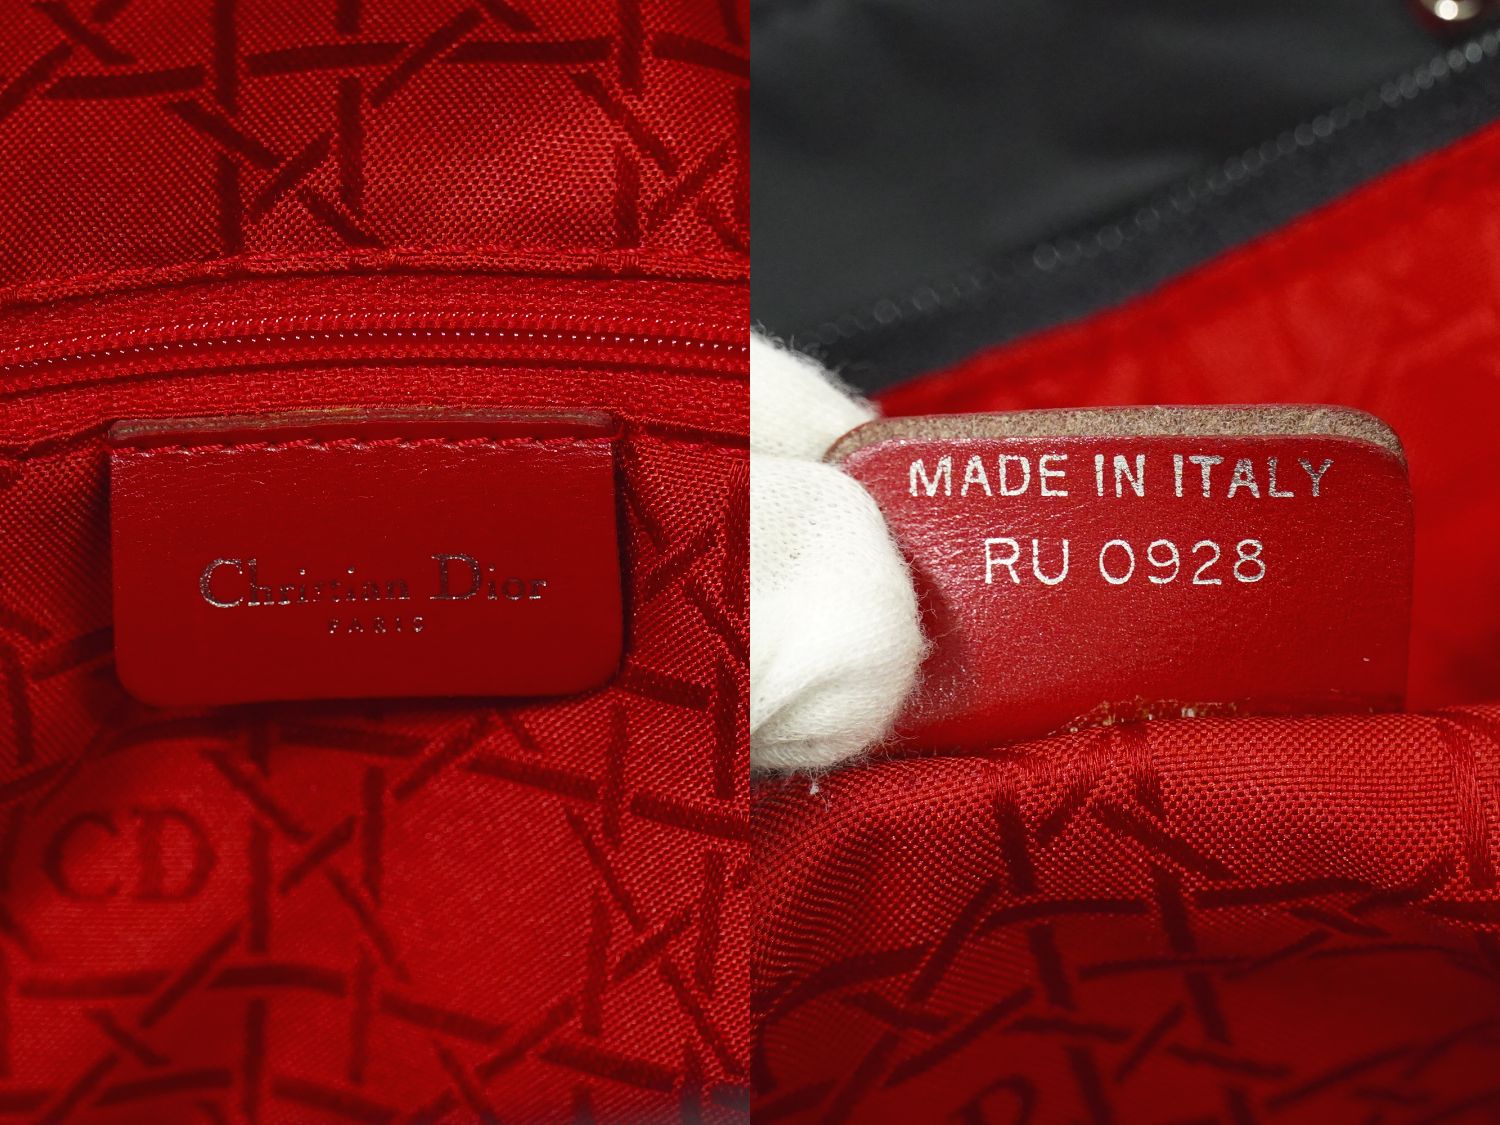 Christian Dior
PARIS
CD
MADE IN ITALY
RU 0928